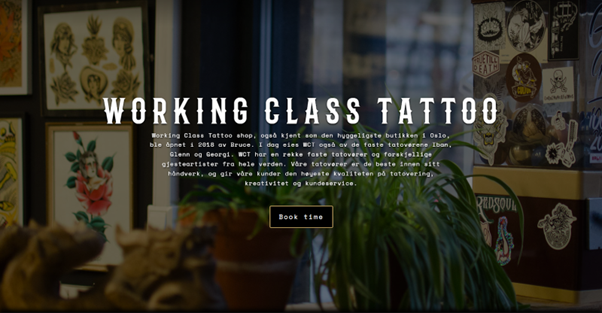 WORKING CLASS TATTOO
Working Class Tattoo shop, også kjent som den hyggeligste butikken i Oslo,
ble åpnet i 2018 av Bruce. I dag eies WCT også av de faste tatovørene Iban,
Glenn og Georgi. WCT har en rekke faste tatovører og forskjellige
gjesteartister fra hele verden. Våre tatovører er de beste innen sitt
håndverk, og gir våre kunder den høyeste kvaliteten på tatovering,
kreativitet og kundeservice.
Book time